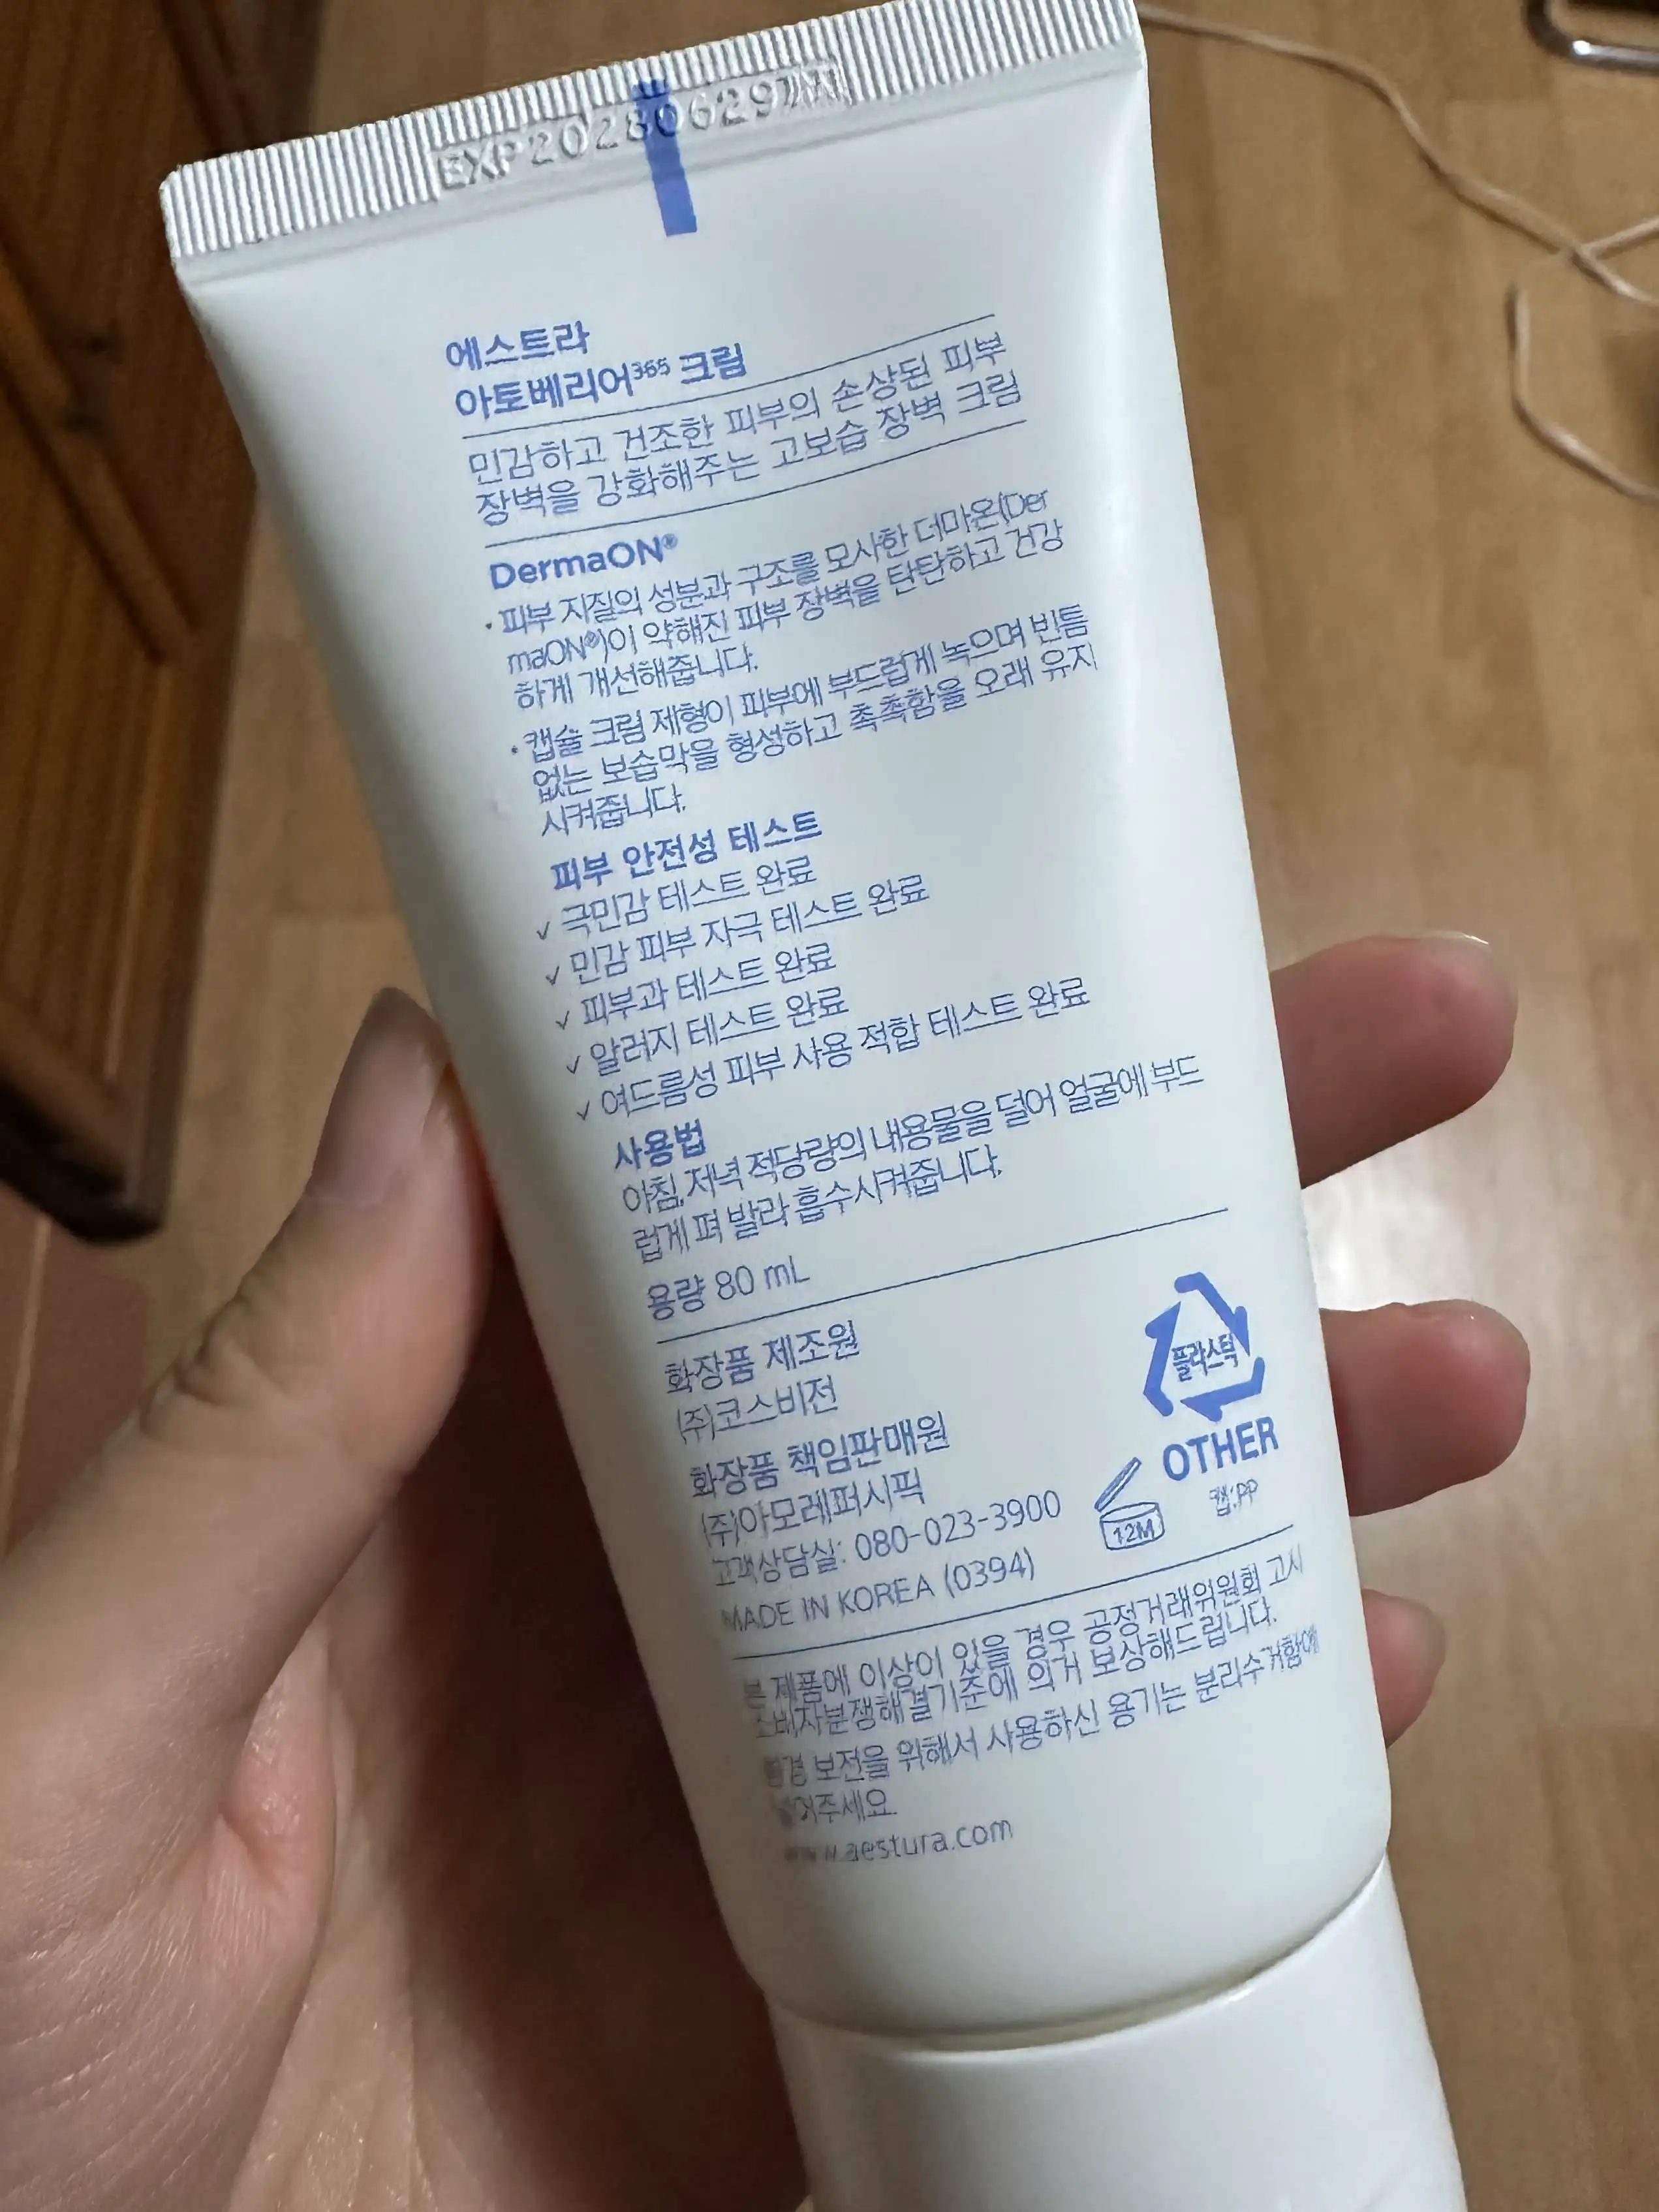 EXP 20280629
에스트라
아토베리어³⁶⁵ 크림
민감하고 건조한 피부의 손상된 피부
장벽을 강화해주는 고보습 장벽 크림
DermaON®
· 피부 지질의 성분과 구조를 모사한 더마온(Der
maON®)이 약해진 피부 장벽을 탄탄하고 건강
하게 개선해줍니다.
· 캡슐 크림 제형이 피부에 부드럽게 녹으며 빈틈
없는 보습막을 형성하고 촉촉함을 오래 유지
시켜줍니다.
피부 안전성 테스트
✓ 극민감 테스트 완료
✓ 민감 피부 자극 테스트 완료
✓ 피부과 테스트 완료
✓ 알러지 테스트 완료
✓ 여드름성 피부 사용 적합 테스트 완료
사용법
아침, 저녁 적당량의 내용물을 덜어 얼굴에 부드
럽게 펴 발라 흡수시켜줍니다.
용량 80 mL
화장품 제조원
(주)코스비전
화장품 책임판매원
(주)아모레퍼시픽
고객상담실: 080-023-3900
MADE IN KOREA (0394)
플라스틱
OTHER
캡:PP
12M
본 제품에 이상이 있을 경우 공정거래위원회 고시
소비자분쟁해결기준에 의거 보상해드립니다.
환경 보전을 위해서 사용하신 용기는 분리수거함에
넣어주세요.
www.aestura.com